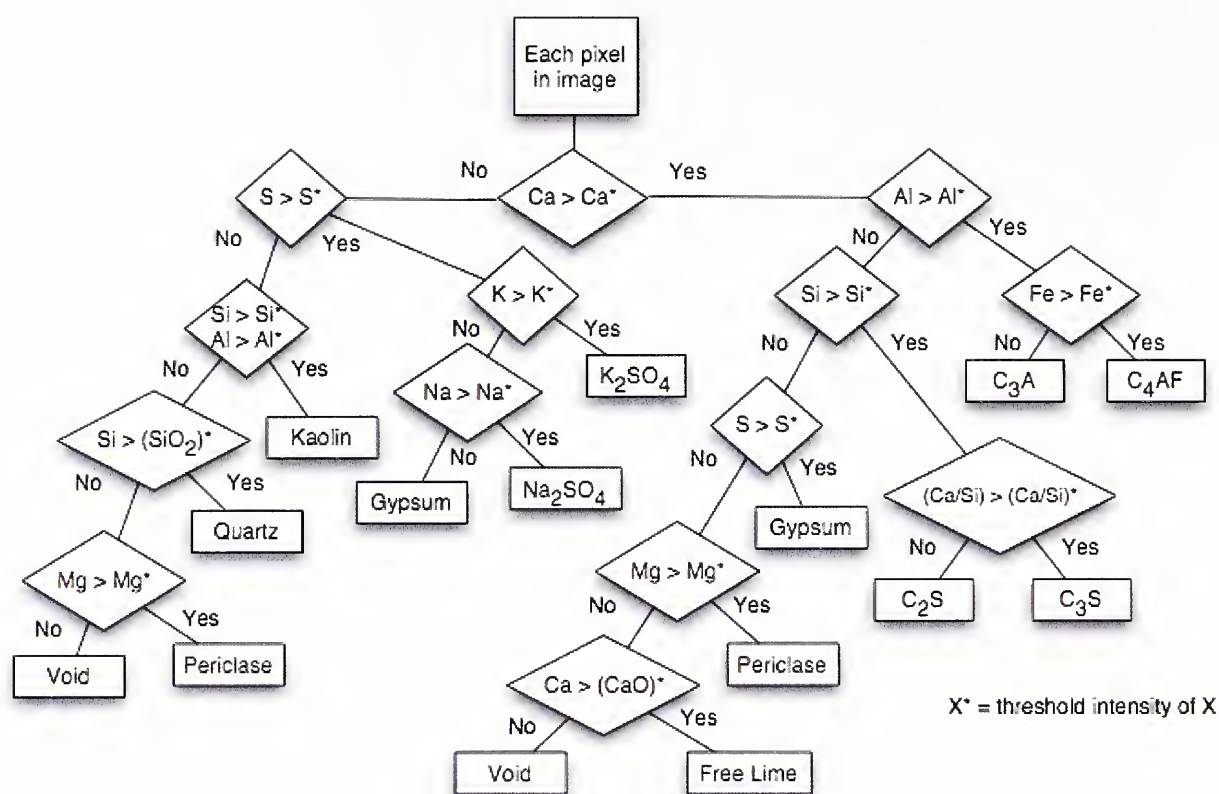 Each pixel
in image
No
Yes
S > S*
Ca > Ca*
Al > Al*
No
Yes
No
Yes
Si > Si*
Al > Al*
K > K*
Si > Si*
Fe > Fe*
No
Yes
No
Yes
No
Yes
No
Yes
Kaolin
Na > Na*
K₂SO₄
C₃A
C₄AF
Si > (SiO₂)*
S > S*
No
Yes
No
Yes
No
Yes
(Ca/Si) > (Ca/Si)*
Quartz
Gypsum
Na₂SO₄
Gypsum
No
Yes
Mg > Mg*
Mg > Mg*
C₂S
C₃S
No
Yes
No
Yes
Void
Periclase
Periclase
Ca > (CaO)*
X* = threshold intensity of X
No
Yes
Void
Free Lime